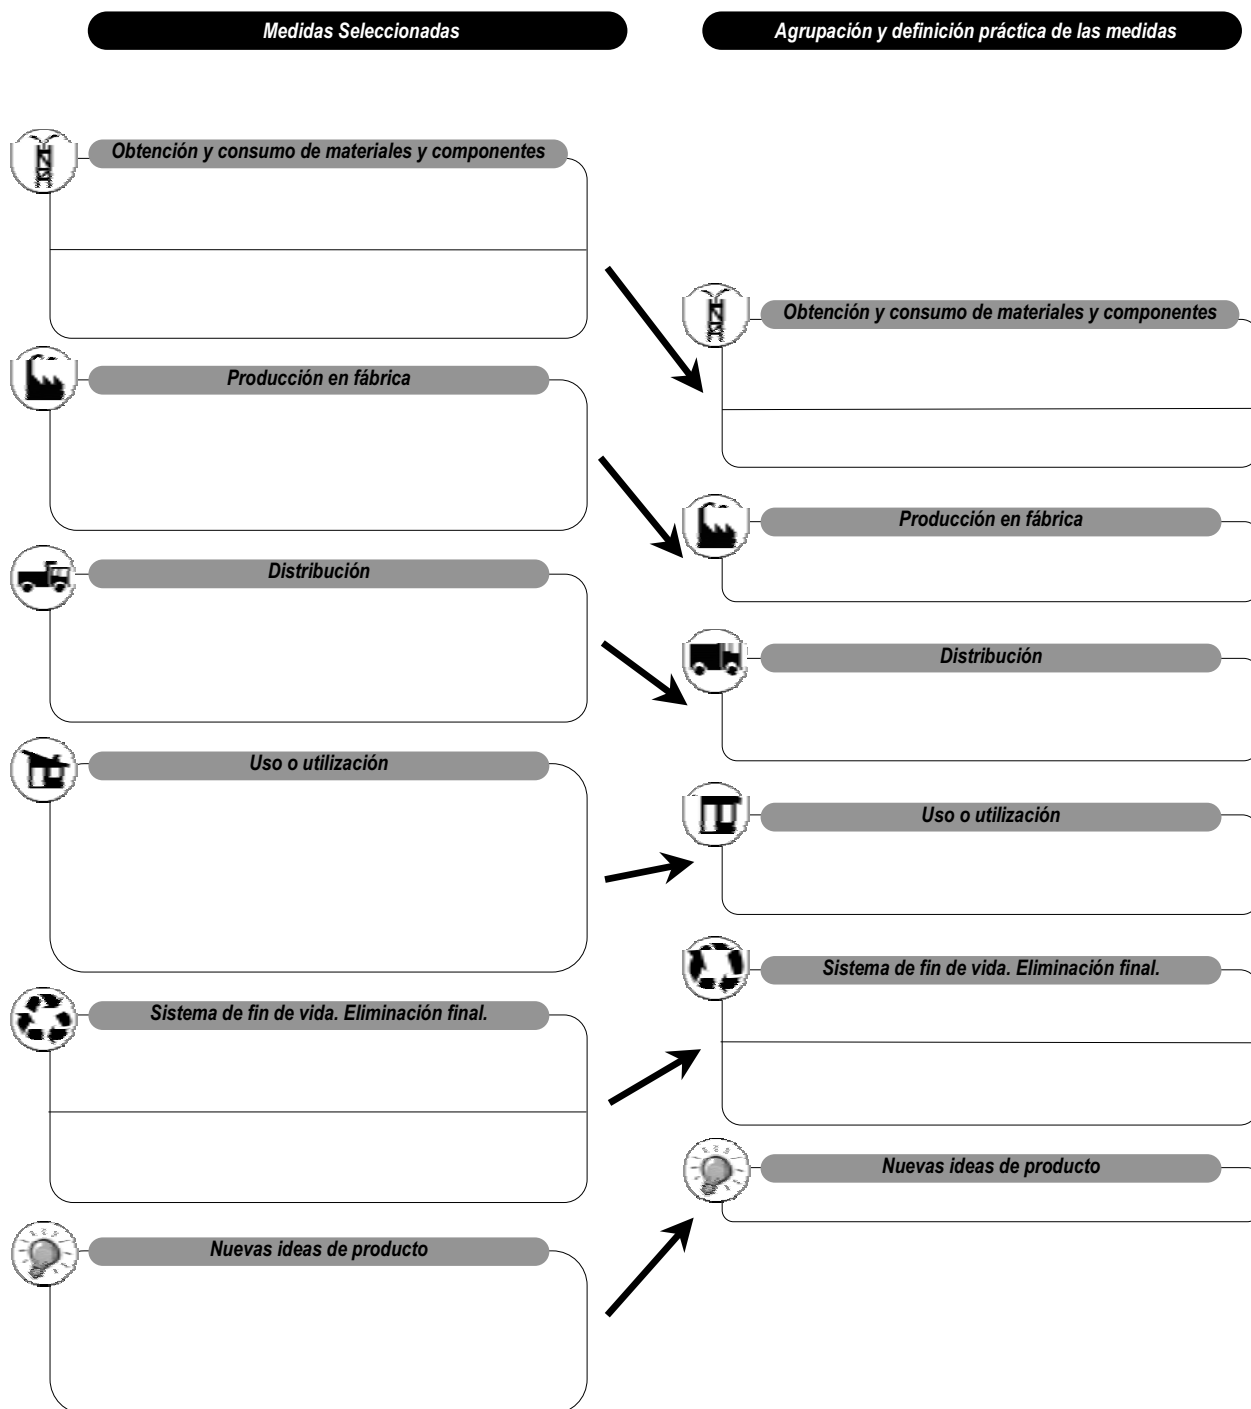 Medidas Seleccionadas
Obtención y consumo de materiales y componentes
Producción en fábrica
Distribución
Uso o utilización
Sistema de fin de vida. Eliminación final.
Nuevas ideas de producto
Agrupación y definición práctica de las medidas
Obtención y consumo de materiales y componentes
Producción en fábrica
Distribución
Uso o utilización
Sistema de fin de vida. Eliminación final.
Nuevas ideas de producto